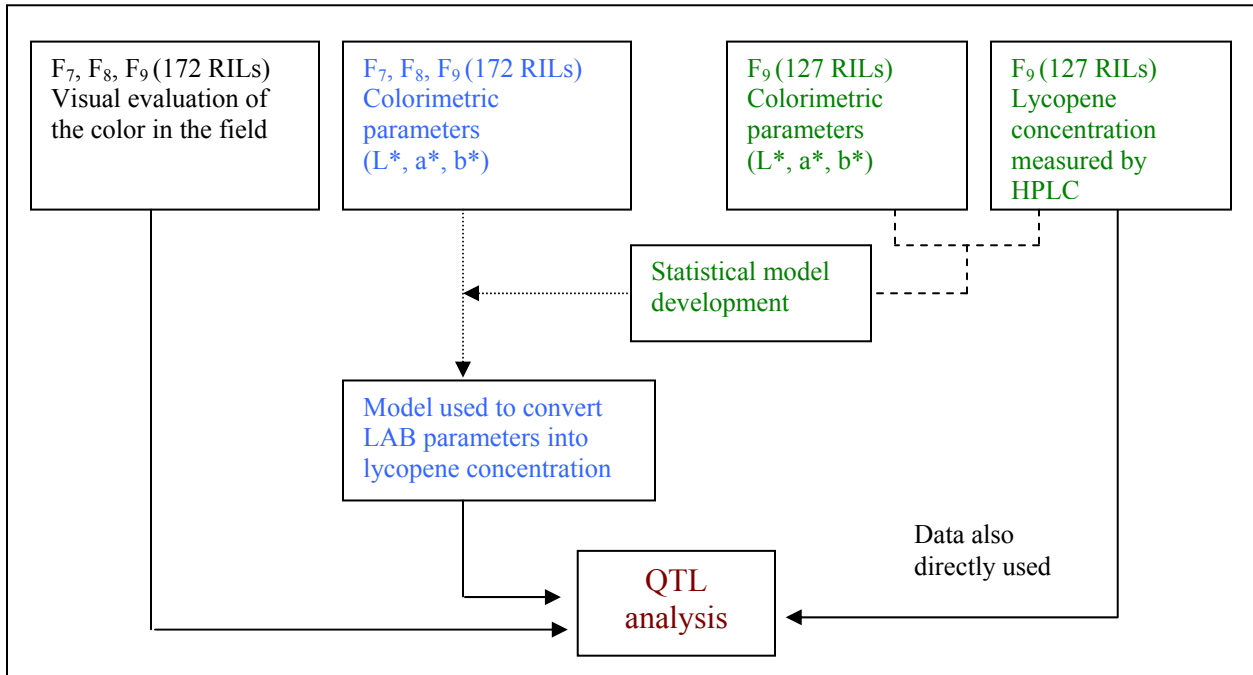 F₇, F₈, F₉ (172 RILs)
Visual evaluation of
the color in the field
F₇, F₈, F₉ (172 RILs)
Colorimetric
parameters
(L*, a*, b*)
F₉ (127 RILs)
Colorimetric
parameters
(L*, a*, b*)
F₉ (127 RILs)
Lycopene
concentration
measured by
HPLC
Statistical model
development
Model used to convert
LAB parameters into
lycopene concentration
Data also
directly used
QTL
analysis